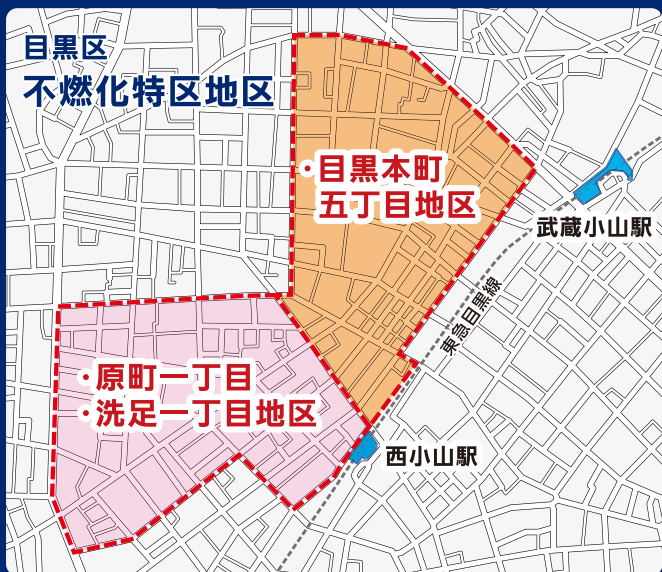 目黒区
不燃化特区地区
・目黒本町
五丁目地区
武蔵小山駅
東急目黒線
・原町一丁目
・洗足一丁目地区
西小山駅